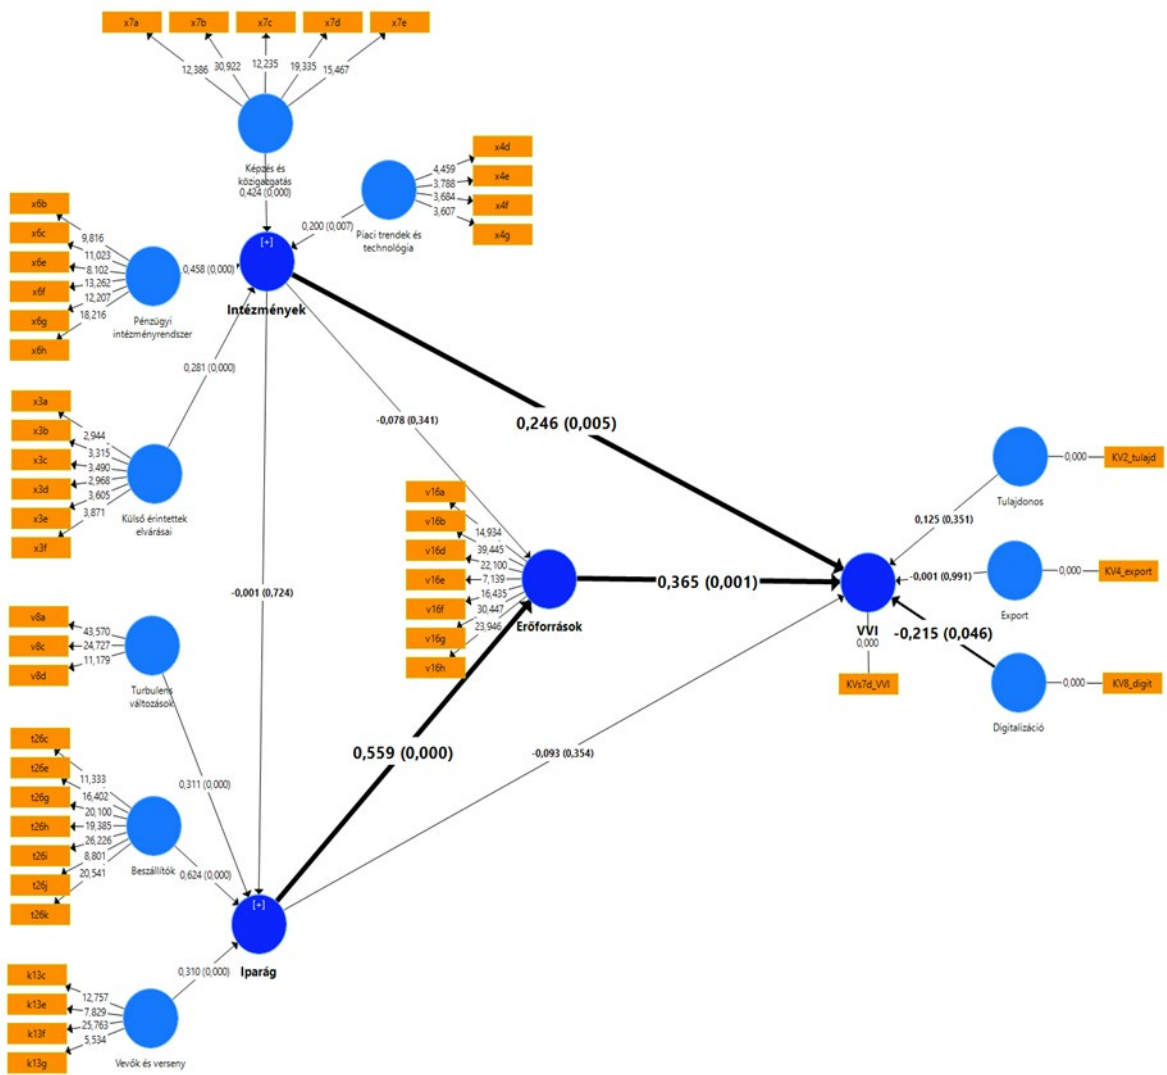 x7a
x7b
x7c
x7d
x7e
12,386
30,922
12,235
19,335
15,467
Képzés és
közigazgatás
0,424 (0,000)
x4d
x4e
x4f
x4g
4,459
3,788
3,684
3,607
Piaci trendek és
technológia
0,200 (0,007)
x6b
x6c
x6e
x6f
x6g
x6h
9,816
11,023
8,102
13,262
12,207
18,216
Pénzügyi
intézményrendszer
0,458 (0,000)
[+]
Intézmények
0,281 (0,000)
x3a
x3b
x3c
x3d
x3e
x3f
2,944
3,315
3,490
2,968
3,605
3,871
Külső érintettek
elvárásai
-0,078 (0,341)
0,246 (0,005)
-0,001 (0,724)
v16a
v16b
v16d
v16e
v16f
v16g
v16h
14,934
39,445
22,100
7,139
16,435
30,447
23,946
Erőforrások
0,365 (0,001)
KV2_tulajd
0,000
Tulajdonos
0,125 (0,351)
KV4_export
0,000
Export
-0,001 (0,991)
VVI
0,000
KVs7d_VVI
-0,215 (0,046)
KV8_digit
0,000
Digitalizáció
v8a
v8c
v8d
43,570
24,727
11,179
Turbulens
változások
0,311 (0,000)
0,559 (0,000)
-0,093 (0,354)
t26c
t26e
t26g
t26h
t26i
t26j
t26k
11,333
16,402
20,100
19,385
26,226
8,801
20,541
Beszállítók
0,624 (0,000)
[+]
Iparág
0,310 (0,000)
k13c
k13e
k13f
k13g
12,757
7,829
25,763
5,534
Vevők és verseny